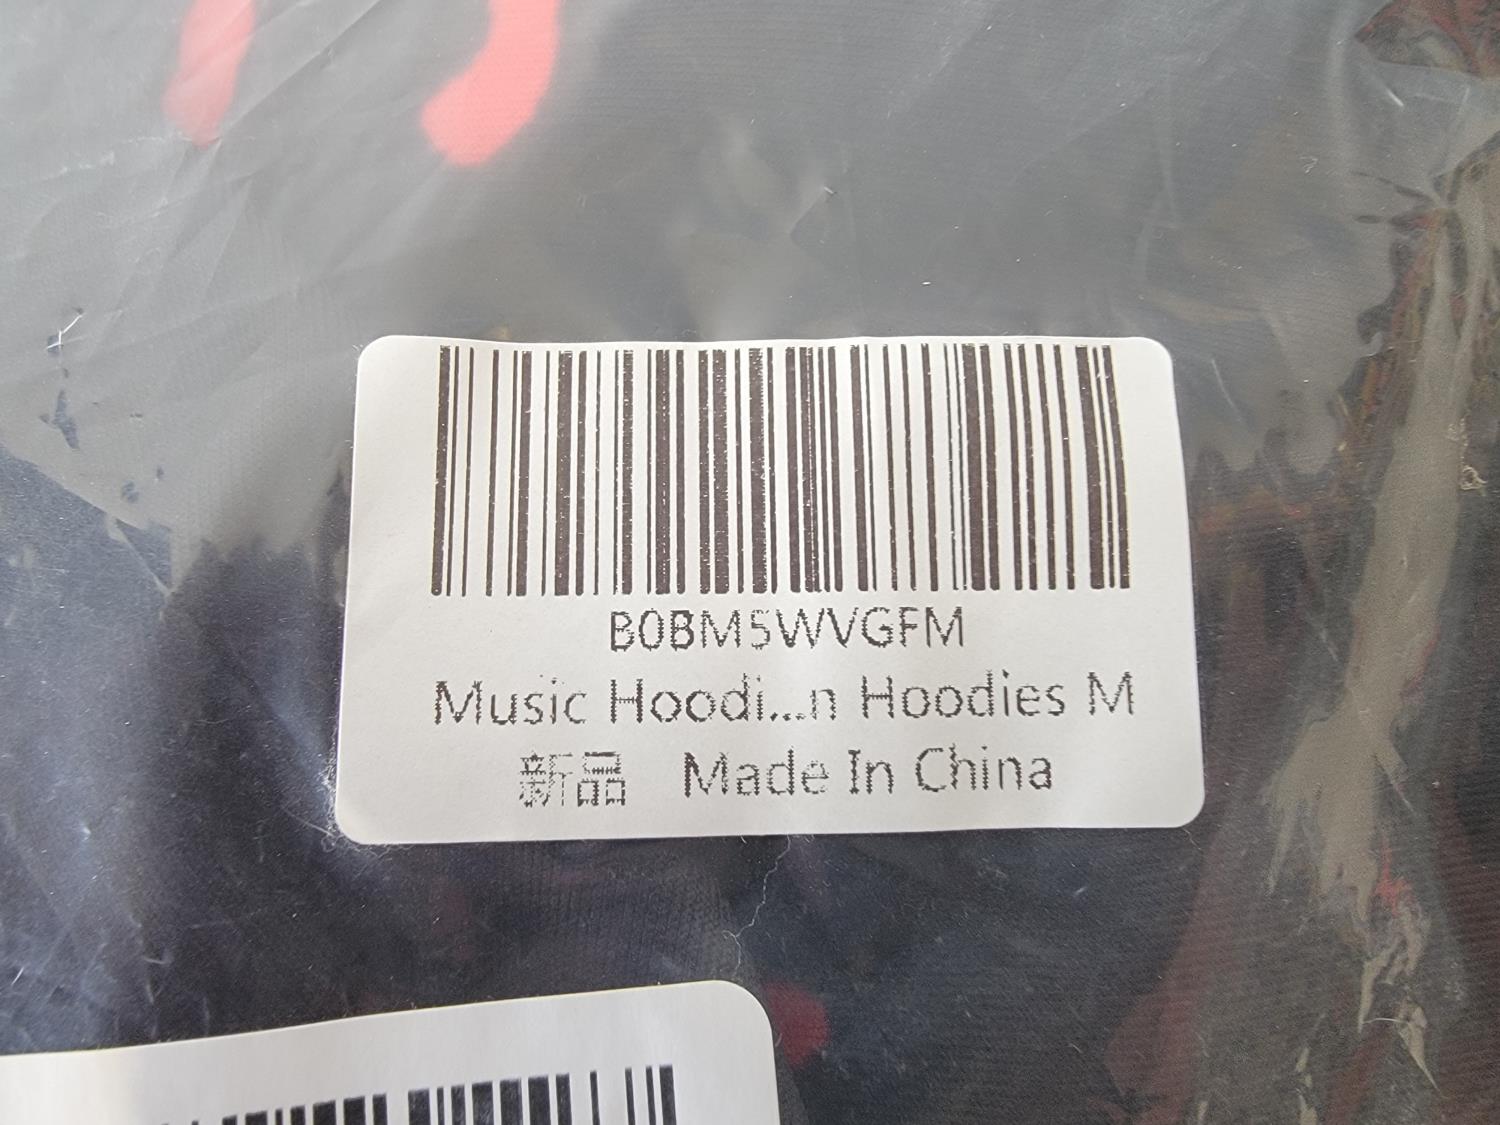 B0BM5WVGFM
Music Hoodi...n Hoodies M
新品 Made In China